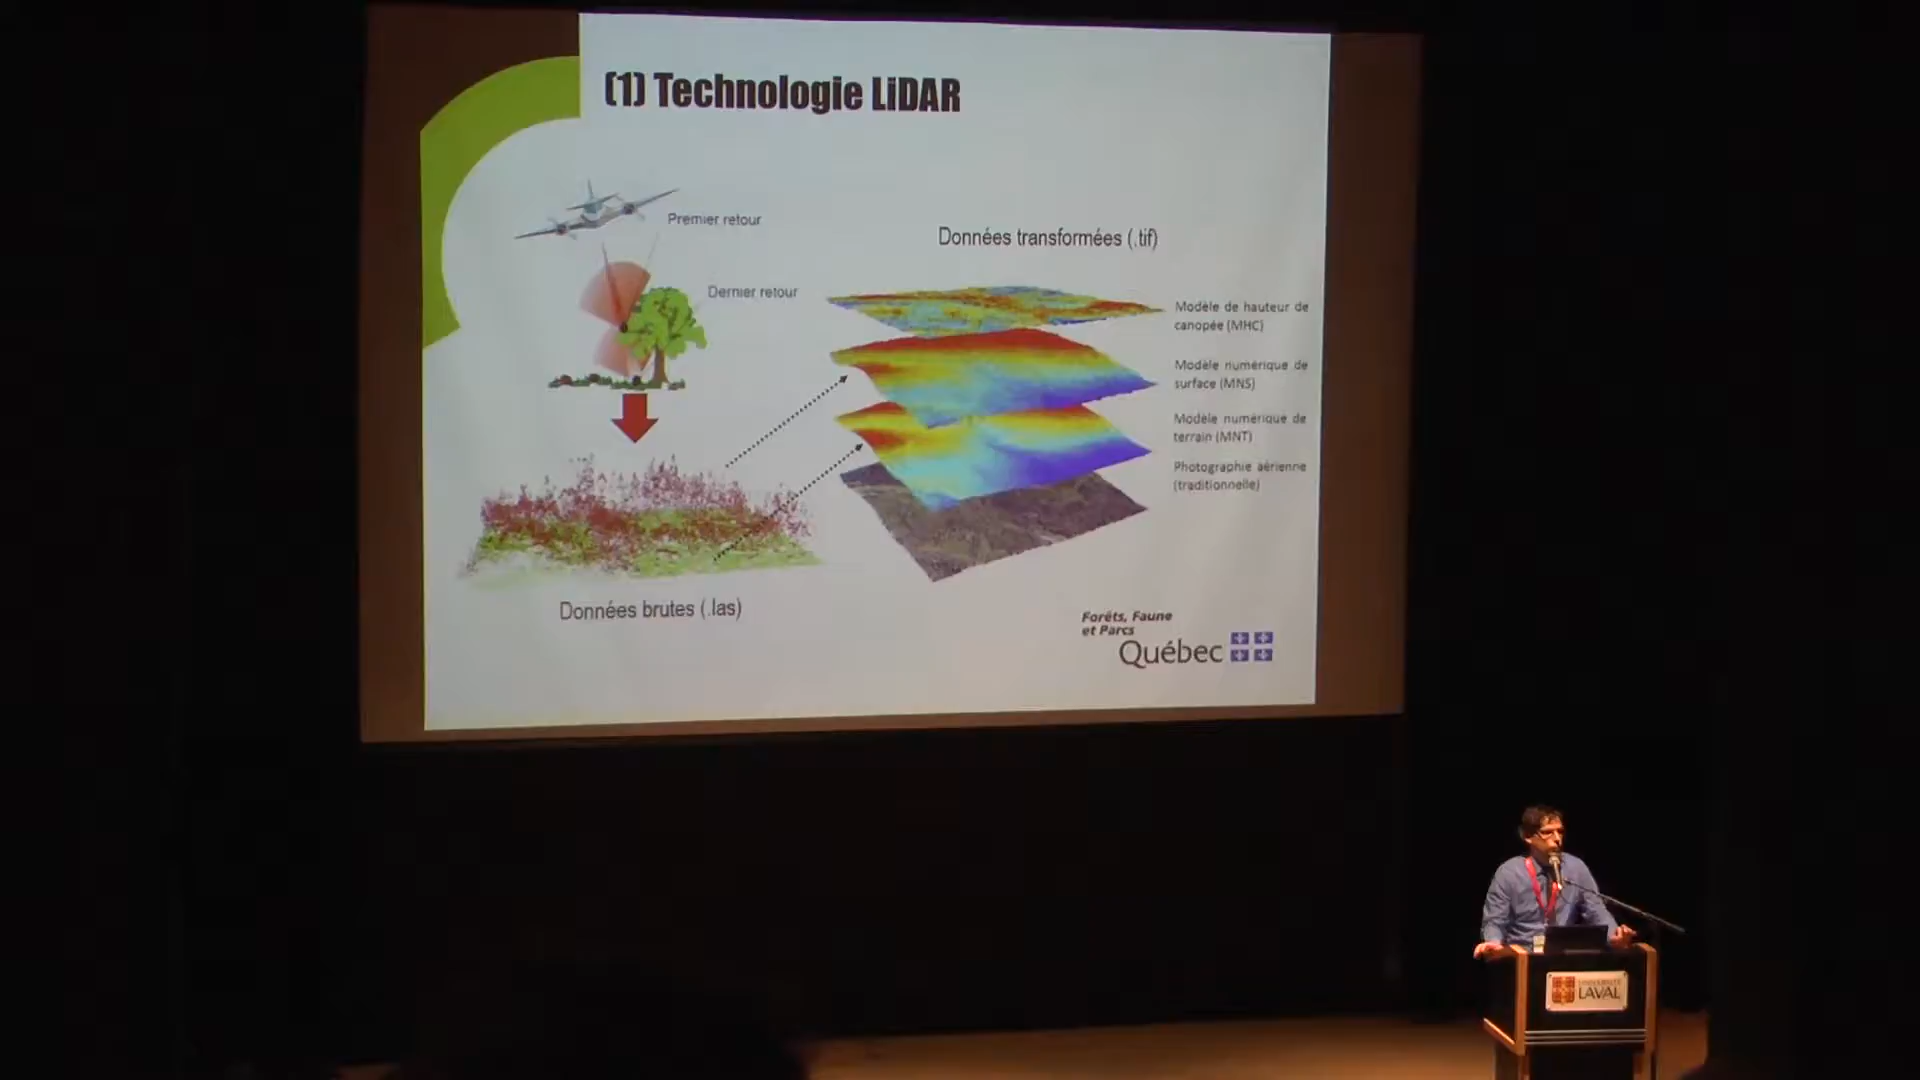 (1) Technologie LiDAR
Premier retour
Dernier retour
Données transformées (.tif)
Modèle de hauteur de
canopée (MHC)
Modèle numérique de
surface (MNS)
Modèle numérique de
terrain (MNT)
Photographie aérienne
(traditionnelle)
Données brutes (.las)
Forêts, Faune
et Parcs
Québec
UNIVERSITÉ
LAVAL